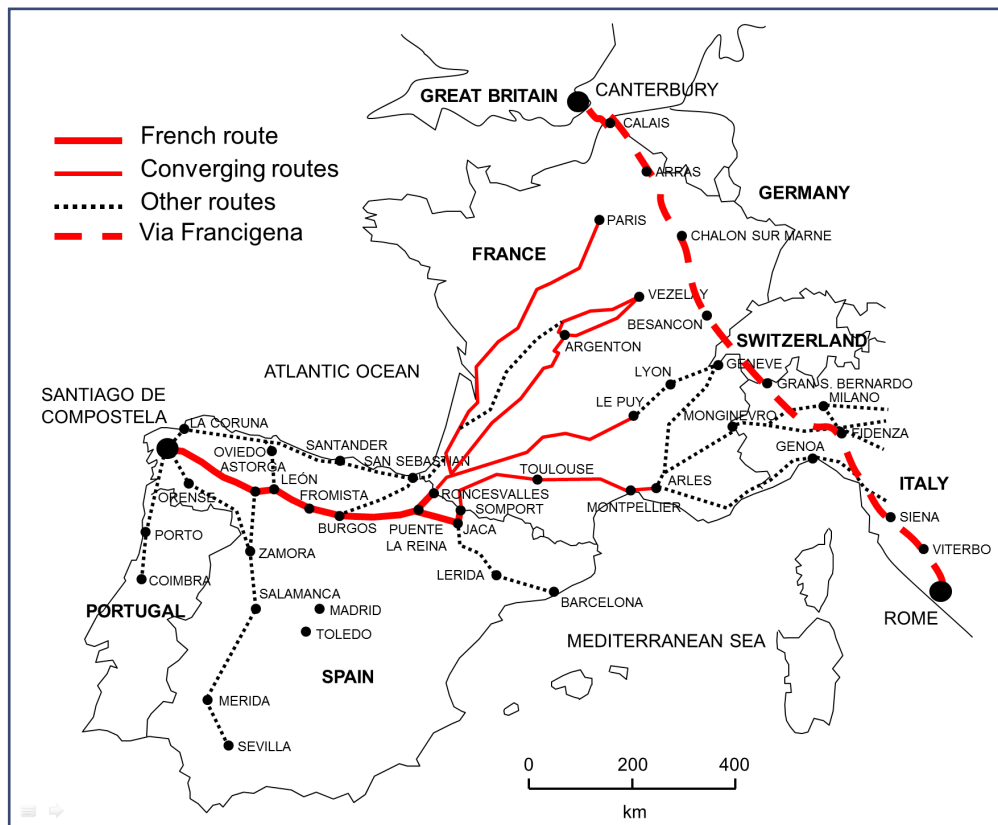 GREAT BRITAIN
CANTERBURY
CALAIS
French route
Converging routes
Other routes
Via Francigena
ARRAS
GERMANY
PARIS
CHALON SUR MARNE
FRANCE
VEZELAY
BESANCON
ARGENTON
SWITZERLAND
GENEVE
ATLANTIC OCEAN
LYON
GRAN S. BERNARDO
MILANO
SANTIAGO DE
COMPOSTELA
LE PUY
MONGINEVRO
LA CORUNA
FIDENZA
OVIEDO
SANTANDER
GENOA
ASTORGA
SAN SEBASTIAN
TOULOUSE
LEÓN
ARLES
ITALY
ORENSE
FROMISTA
RONCESVALLES
MONTPELLIER
SOMPORT
BURGOS
PUENTE
LA REINA
JACA
SIENA
PORTO
ZAMORA
VITERBO
COIMBRA
LERIDA
SALAMANCA
BARCELONA
PORTUGAL
MADRID
ROME
TOLEDO
MEDITERRANEAN SEA
SPAIN
MERIDA
SEVILLA
0 200 400
km